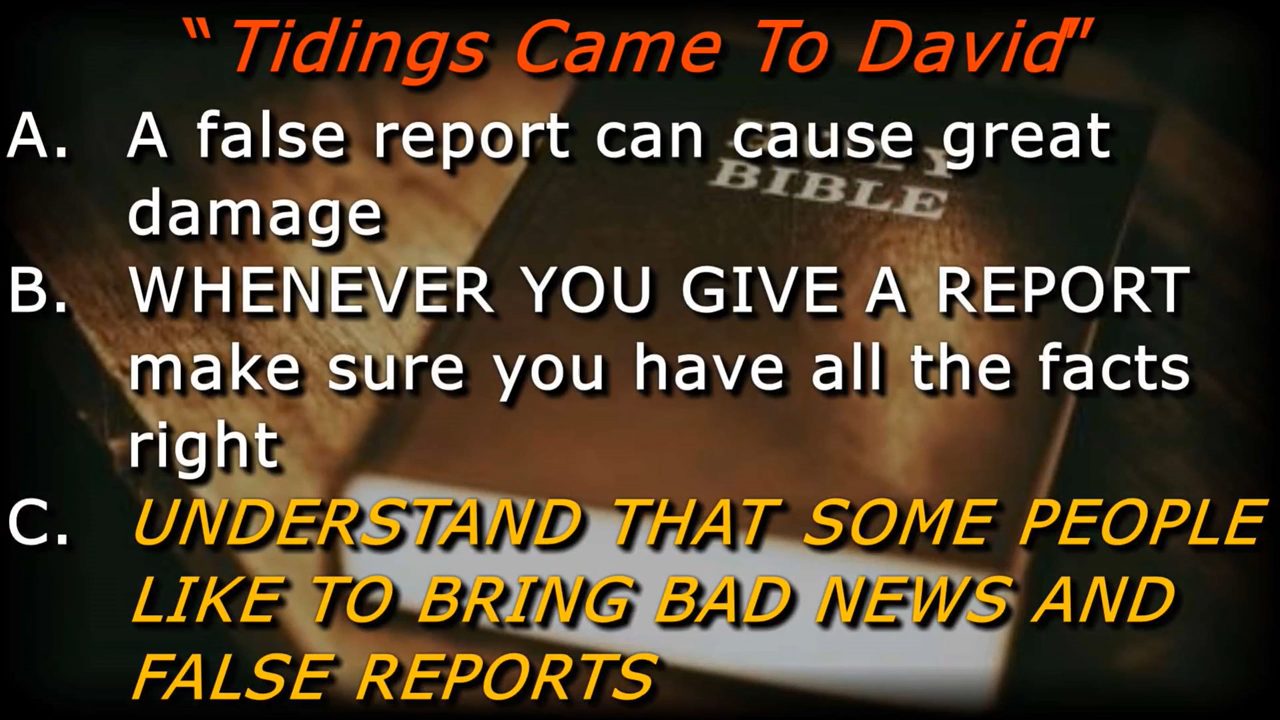 “Tidings Came To David”
A. A false report can cause great
damage
B. WHENEVER YOU GIVE A REPORT
make sure you have all the facts
right
C. UNDERSTAND THAT SOME PEOPLE
LIKE TO BRING BAD NEWS AND
FALSE REPORTS
BIBLE